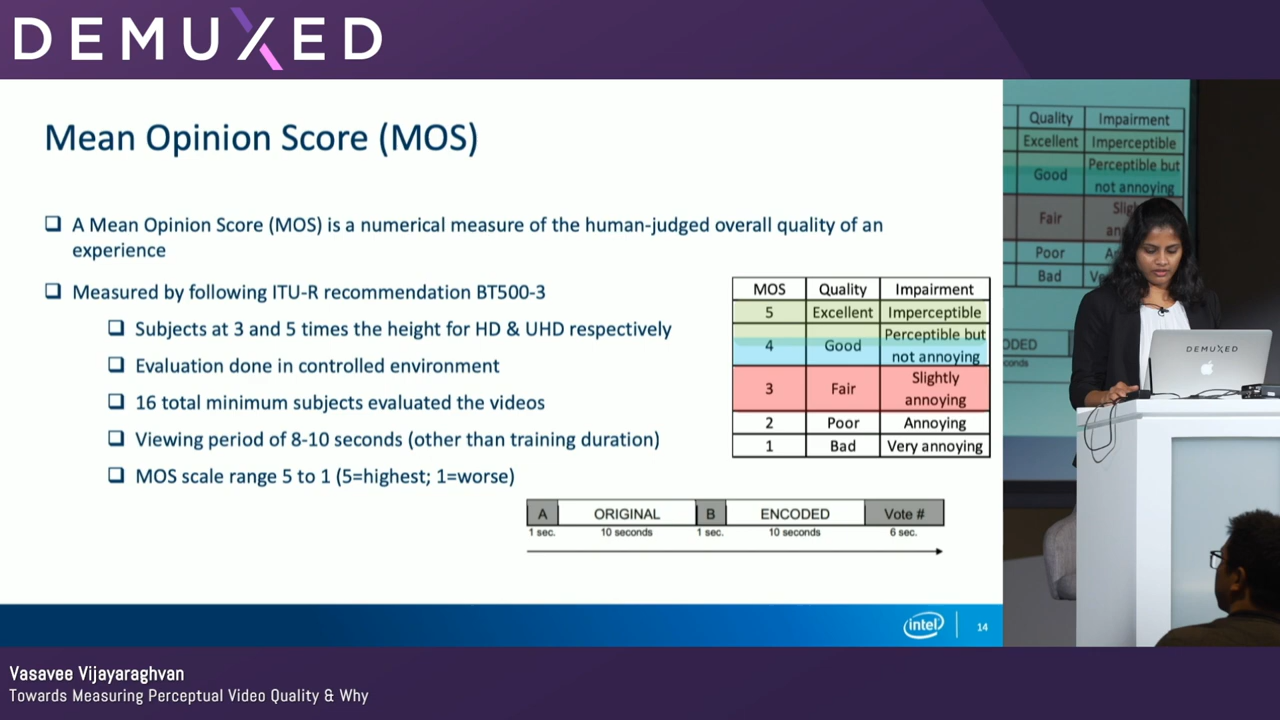 DEMUXED
Mean Opinion Score (MOS)
❑ A Mean Opinion Score (MOS) is a numerical measure of the human-judged overall quality of an
experience
❑ Measured by following ITU-R recommendation BT500-3
❑ Subjects at 3 and 5 times the height for HD & UHD respectively
❑ Evaluation done in controlled environment
❑ 16 total minimum subjects evaluated the videos
❑ Viewing period of 8-10 seconds (other than training duration)
❑ MOS scale range 5 to 1 (5=highest; 1=worse)
MOS Quality Impairment
5 Excellent Imperceptible
4 Good Perceptible but
not annoying
3 Fair Slightly
annoying
2 Poor Annoying
1 Bad Very annoying
A ORIGINAL B ENCODED Vote #
1 sec. 10 seconds 1 sec. 10 seconds 6 sec.
intel 14
Quality Impairment
Excellent Imperceptible
Good Perceptible but
not annoying
Fair
Poor
Bad
DEMUXED
Vasavee Vijayaraghvan
Towards Measuring Perceptual Video Quality & Why